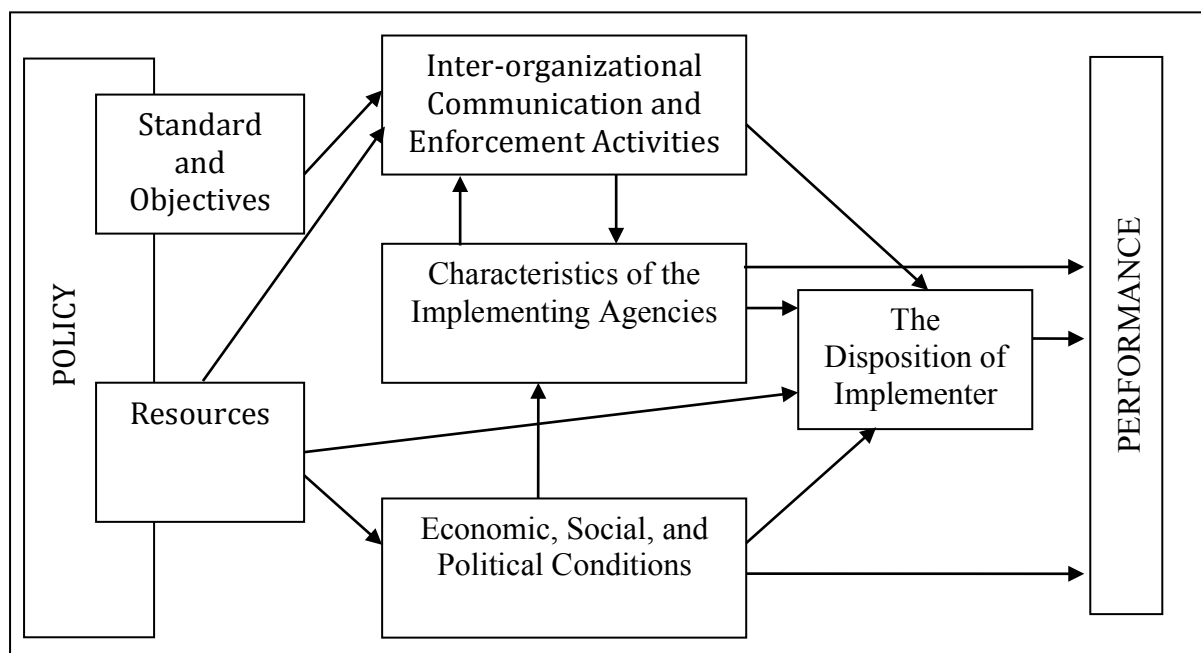 POLICY
Standard
and
Objectives
Resources
Inter-organizational
Communication and
Enforcement Activities
Characteristics of the
Implementing Agencies
Economic, Social, and
Political Conditions
The
Disposition of
Implementer
PERFORMANCE